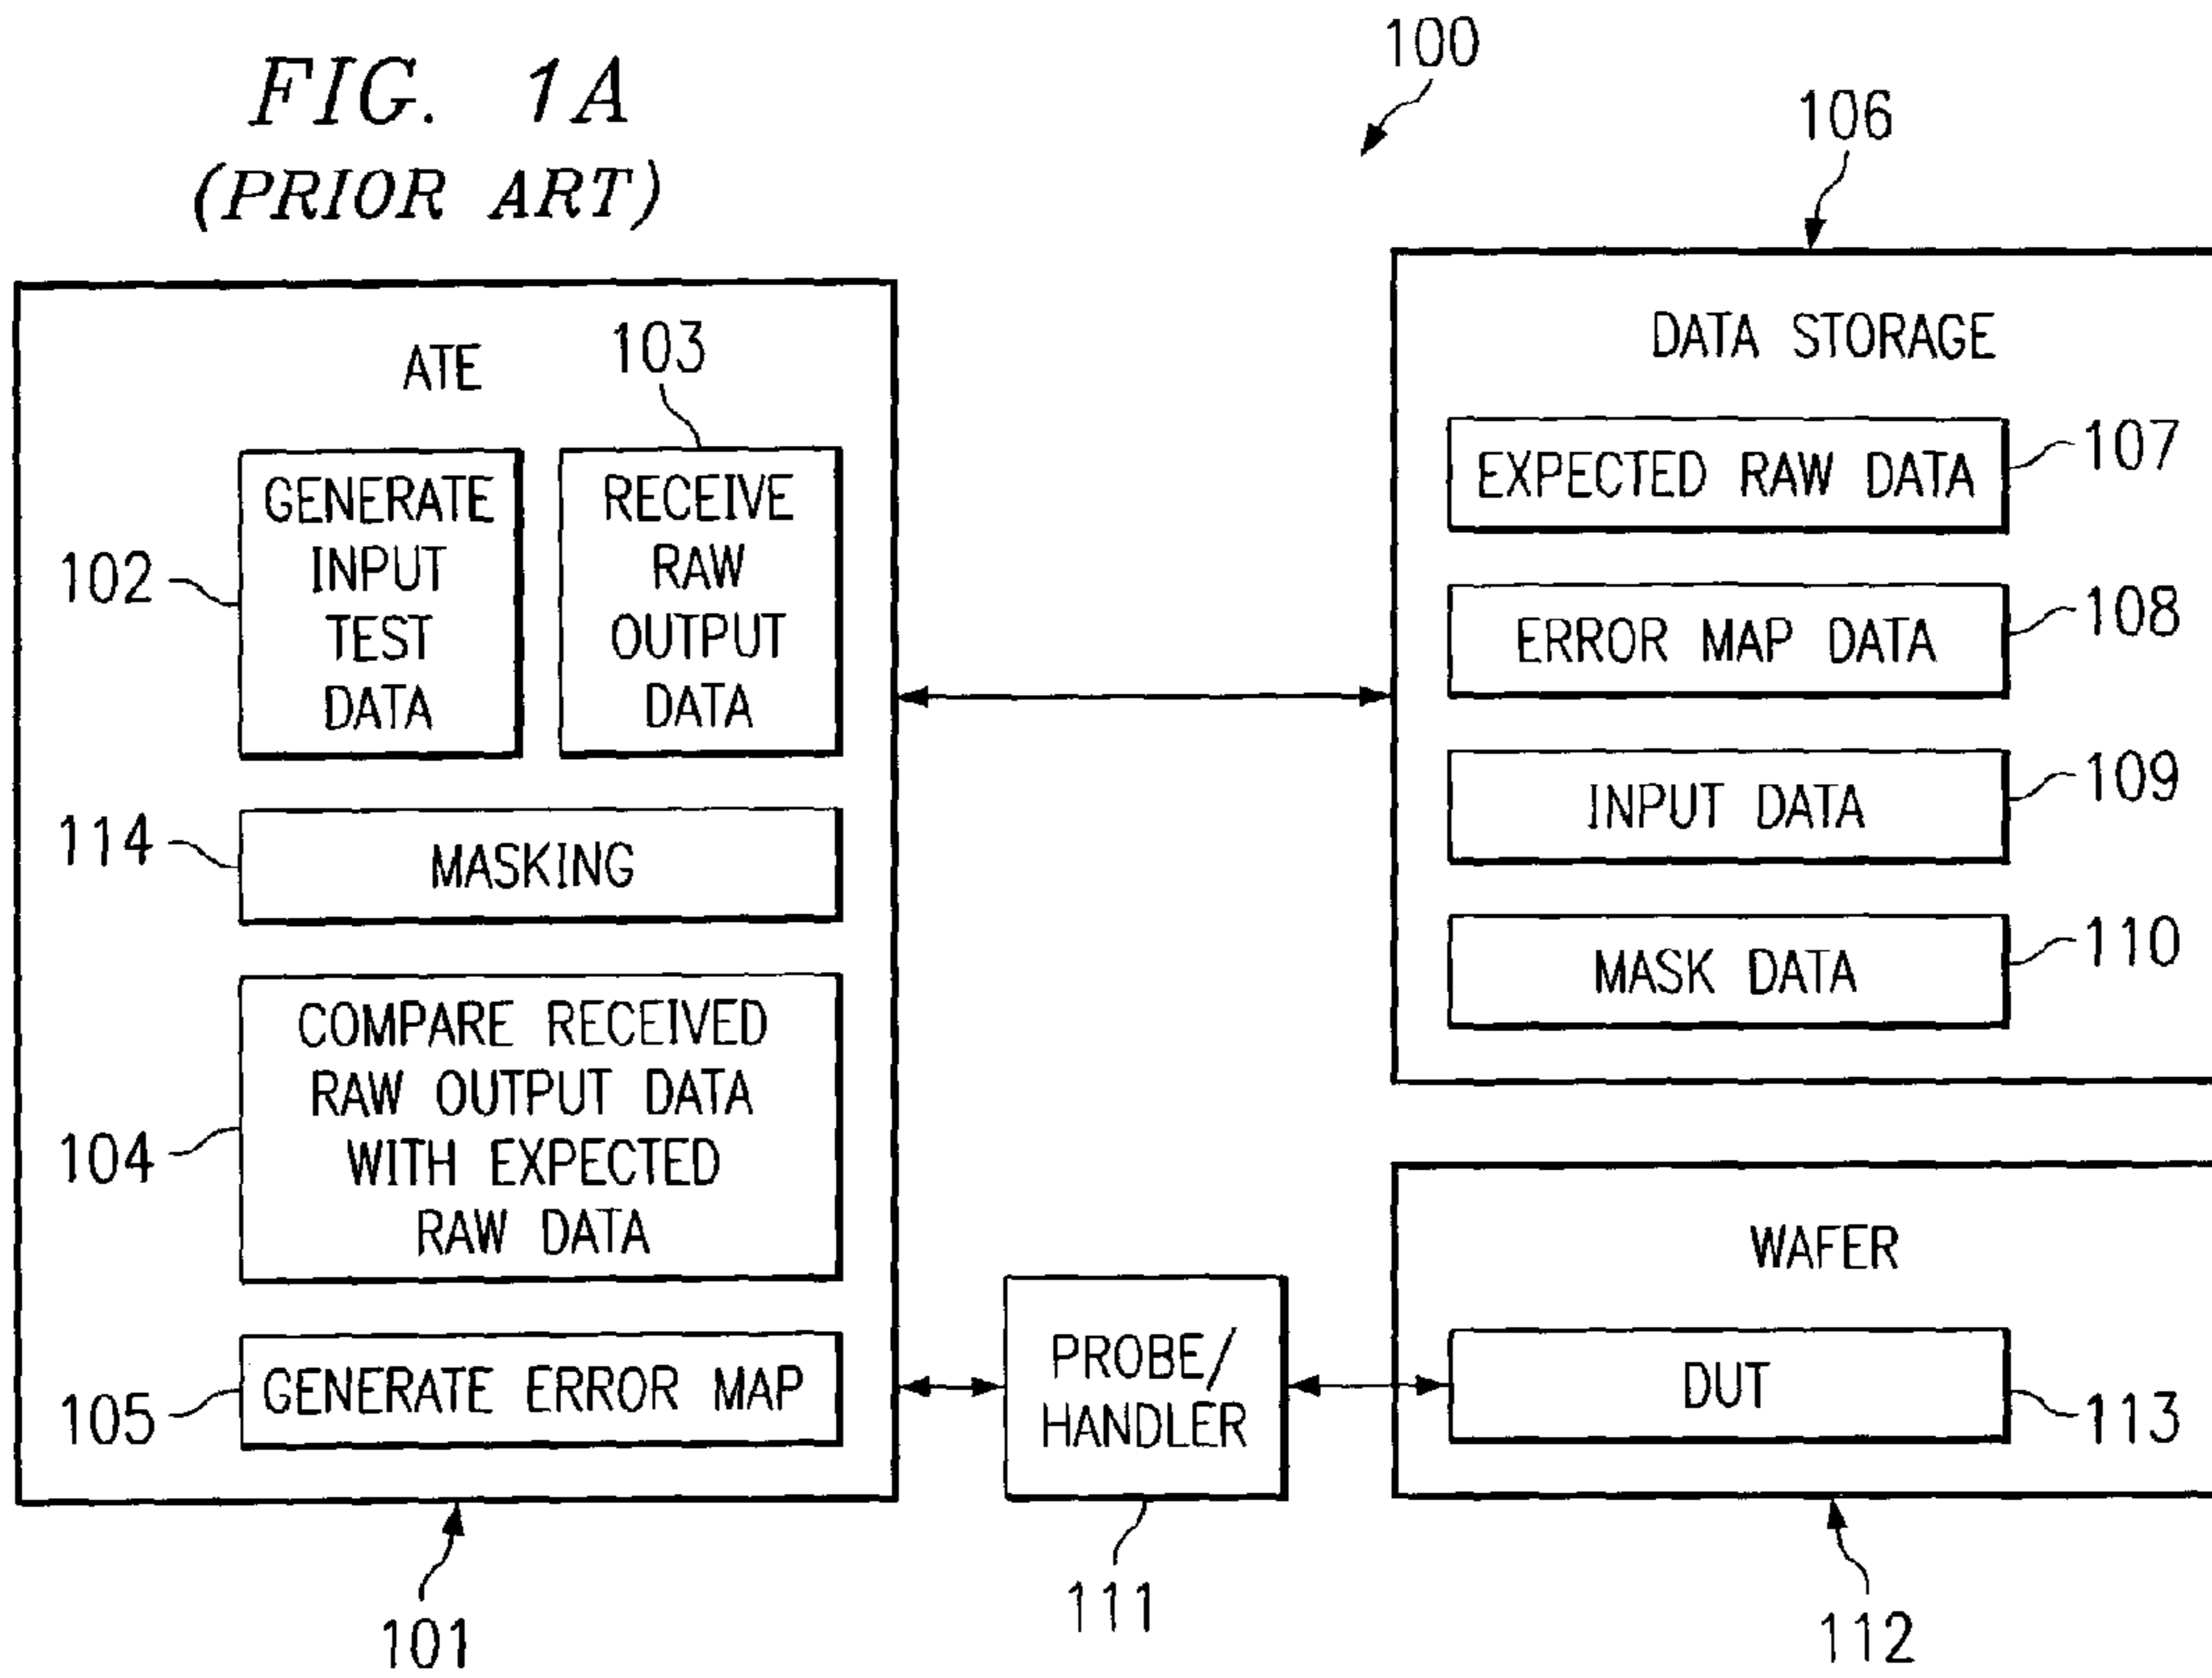 FIG. 1A
(PRIOR ART)
100
106
ATE
103
GENERATE
INPUT
TEST
DATA
102
RECEIVE
RAW
OUTPUT
DATA
114
MASKING
COMPARE RECEIVED
RAW OUTPUT DATA
WITH EXPECTED
RAW DATA
104
GENERATE ERROR MAP
105
101
DATA STORAGE
EXPECTED RAW DATA
107
ERROR MAP DATA
108
INPUT DATA
109
MASK DATA
110
PROBE/
HANDLER
111
WAFER
DUT
113
112